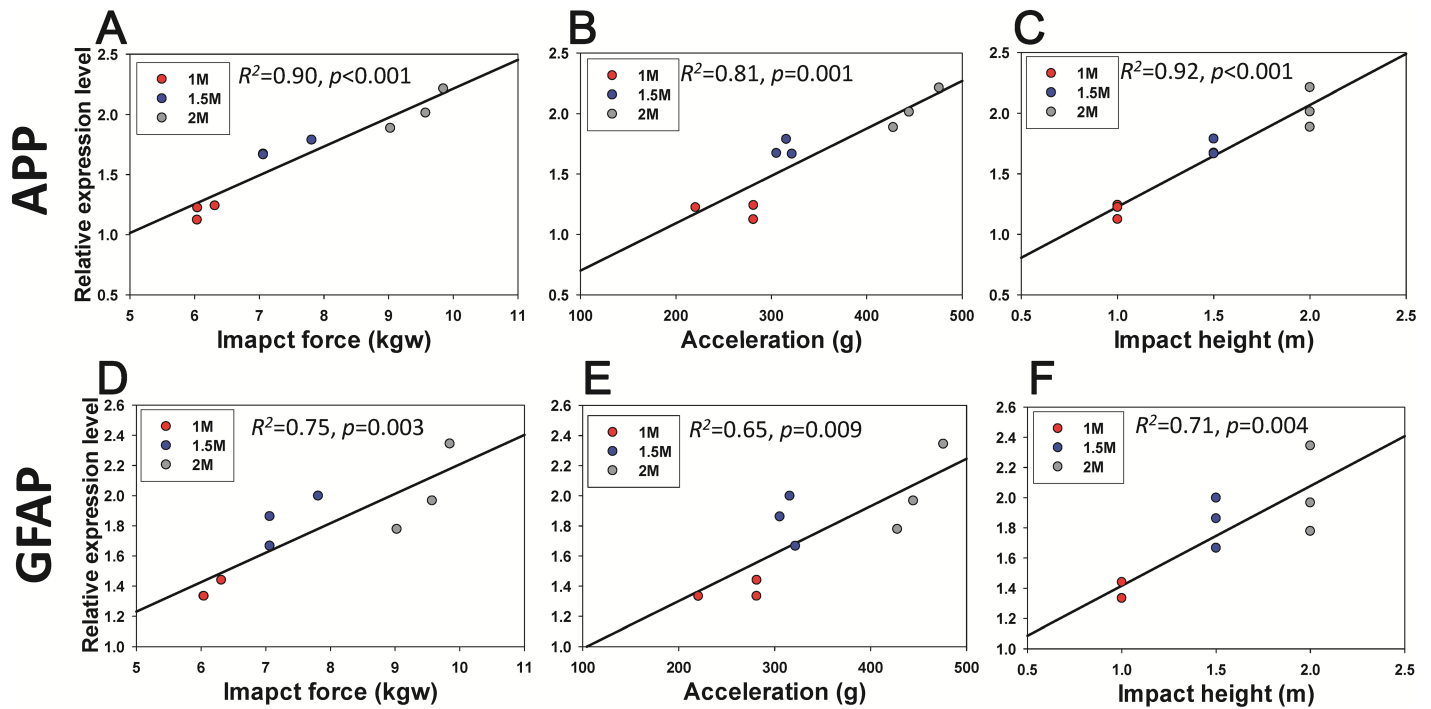 A
B
C
APP
Relative expression level
2.5
2.0
1.5
1.0
0.5
1M
1.5M
2M
R²=0.90, p<0.001
5 6 7 8 9 10 11
Imapct force (kgw)
2.5
2.0
1.5
1.0
0.5
1M
1.5M
2M
R²=0.81, p=0.001
100 200 300 400 500
Acceleration (g)
2.5
2.0
1.5
1.0
0.5
1M
1.5M
2M
R²=0.92, p<0.001
0.5 1.0 1.5 2.0 2.5
Impact height (m)
D
E
F
GFAP
Relative expression level
2.6
2.4
2.2
2.0
1.8
1.6
1.4
1.2
1.0
1M
1.5M
2M
R²=0.75, p=0.003
5 6 7 8 9 10 11
Imapct force (kgw)
2.6
2.4
2.2
2.0
1.8
1.6
1.4
1.2
1.0
1M
1.5M
2M
R²=0.65, p=0.009
100 200 300 400 500
Acceleration (g)
2.6
2.4
2.2
2.0
1.8
1.6
1.4
1.2
1.0
1M
1.5M
2M
R²=0.71, p=0.004
0.5 1.0 1.5 2.0 2.5
Impact height (m)